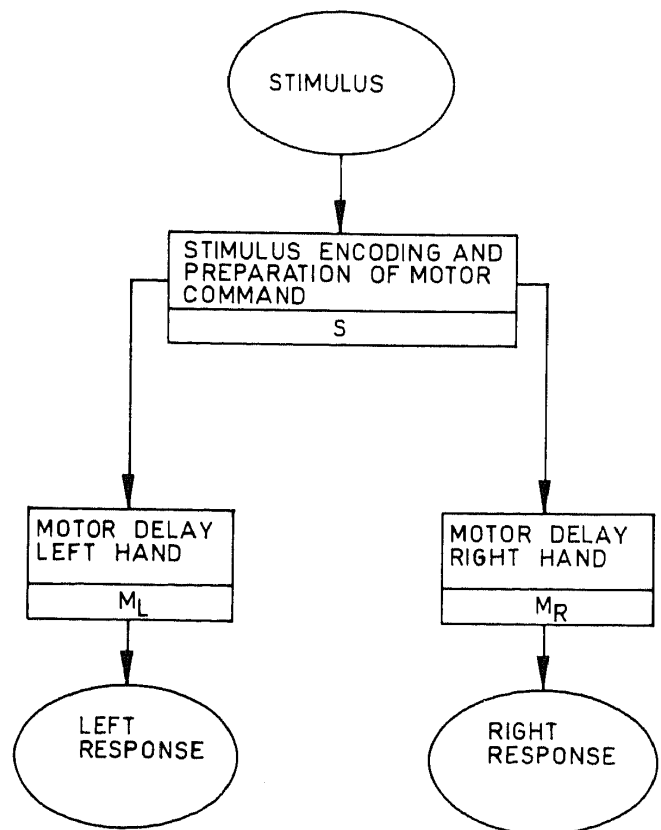 STIMULUS
STIMULUS ENCODING AND
PREPARATION OF MOTOR
COMMAND
S
MOTOR DELAY
LEFT HAND
ML
MOTOR DELAY
RIGHT HAND
MR
LEFT
RESPONSE
RIGHT
RESPONSE